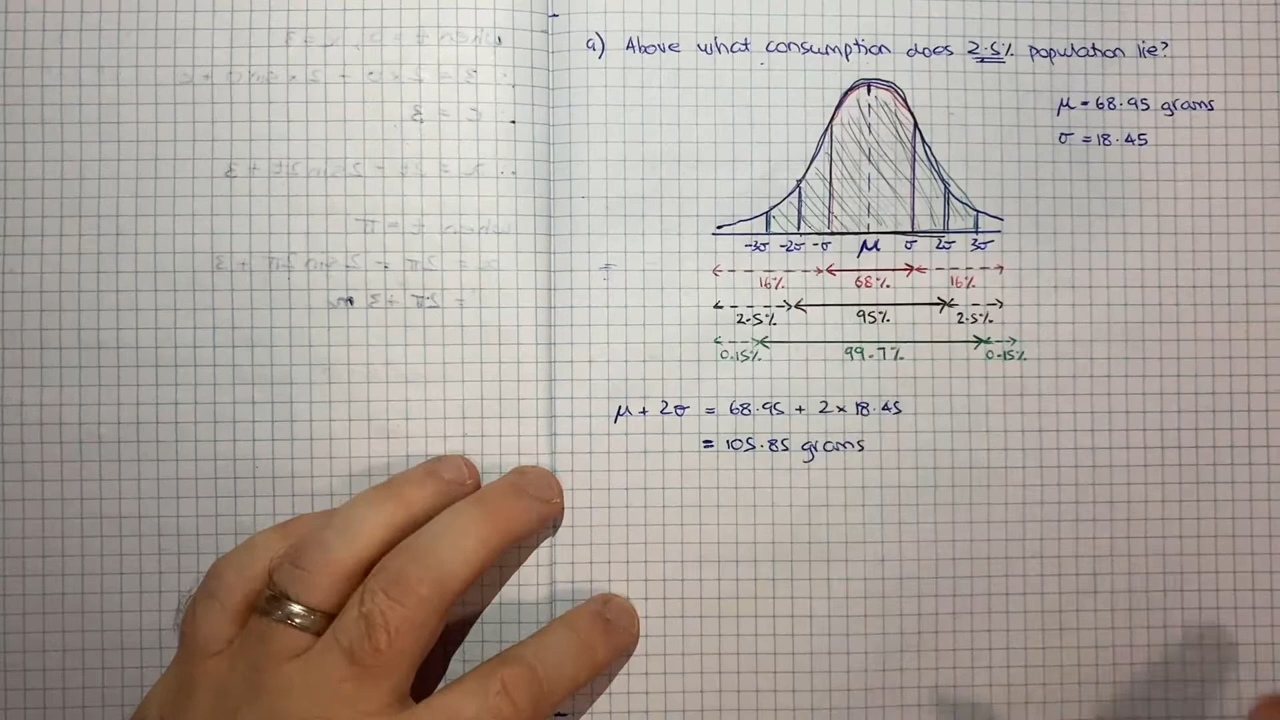 a) Above what consumption does 2.5% population lie?
μ = 68.95 grams
σ = 18.45
-3σ -2σ -σ μ σ 2σ 3σ
16% 68% 16%
2.5% 95% 2.5%
0.15% 99.7% 0.15%
μ + 2σ = 68.95 + 2 × 18.45
= 105.85 grams